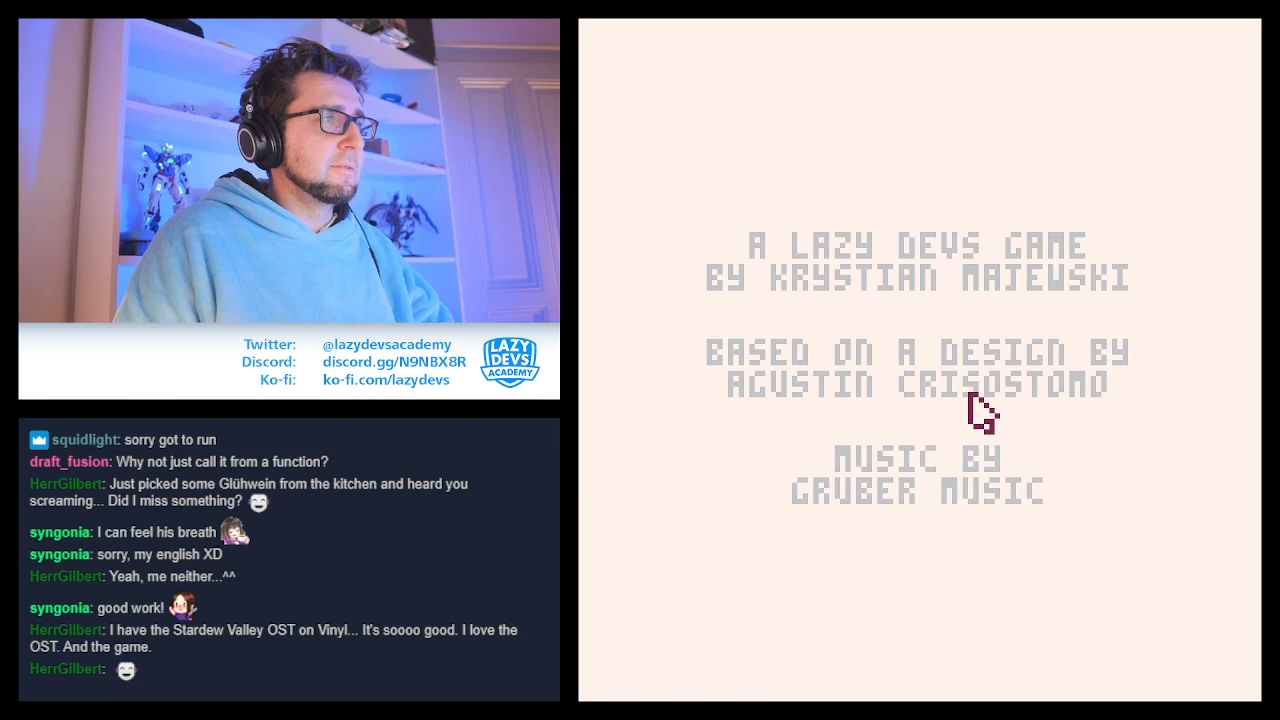 Twitter: @lazydevsacademy
Discord: discord.gg/N9NBX8R
Ko-fi: ko-fi.com/lazydevs
LAZY
DEVS
ACADEMY
squidlight: sorry got to run
draft_fusion: Why not just call it from a function?
HerrGilbert: Just picked some Glühwein from the kitchen and heard you
screaming... Did I miss something?
syngonia: I can feel his breath
syngonia: sorry, my english XD
HerrGilbert: Yeah, me neither...^^
syngonia: good work!
HerrGilbert: I have the Stardew Valley OST on Vinyl... It's soooo good. I love the
OST. And the game.
HerrGilbert:
A LAZY DEVS GAME
BY KRYSTIAN MAJEWSKI
BASED ON A DESIGN BY
AGUSTIN CRISOSTOMO
MUSIC BY
GRUBER MUSIC